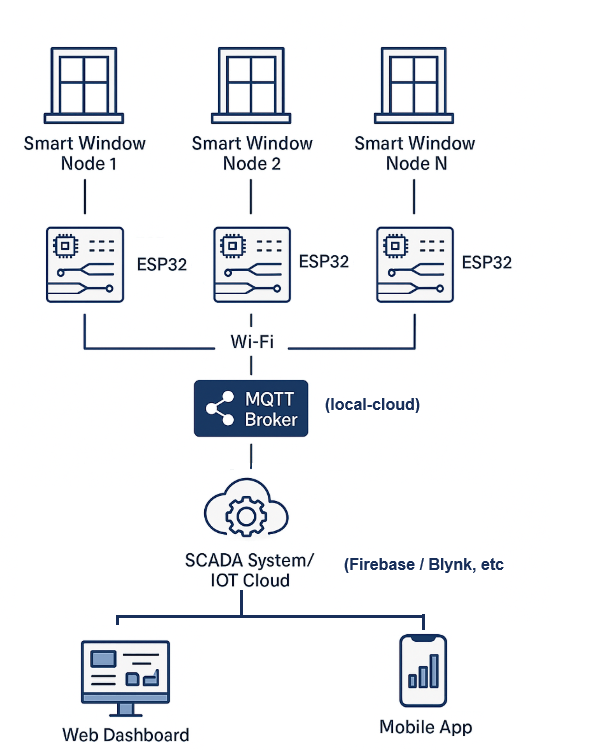 Smart Window
Node 1
Smart Window
Node 2
Smart Window
Node N
ESP32
ESP32
ESP32
Wi-Fi
MQTT
Broker
(local-cloud)
SCADA System/
IOT Cloud
(Firebase / Blynk, etc
Web Dashboard
Mobile App